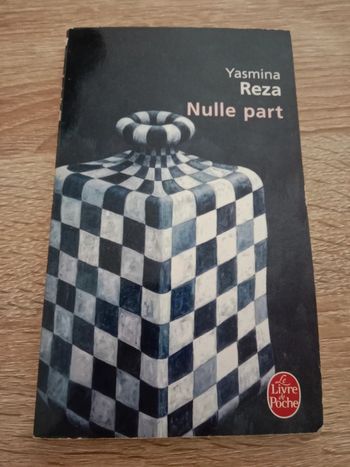 Yasmina
Reza
Nulle part
Le
Livre
de
Poche